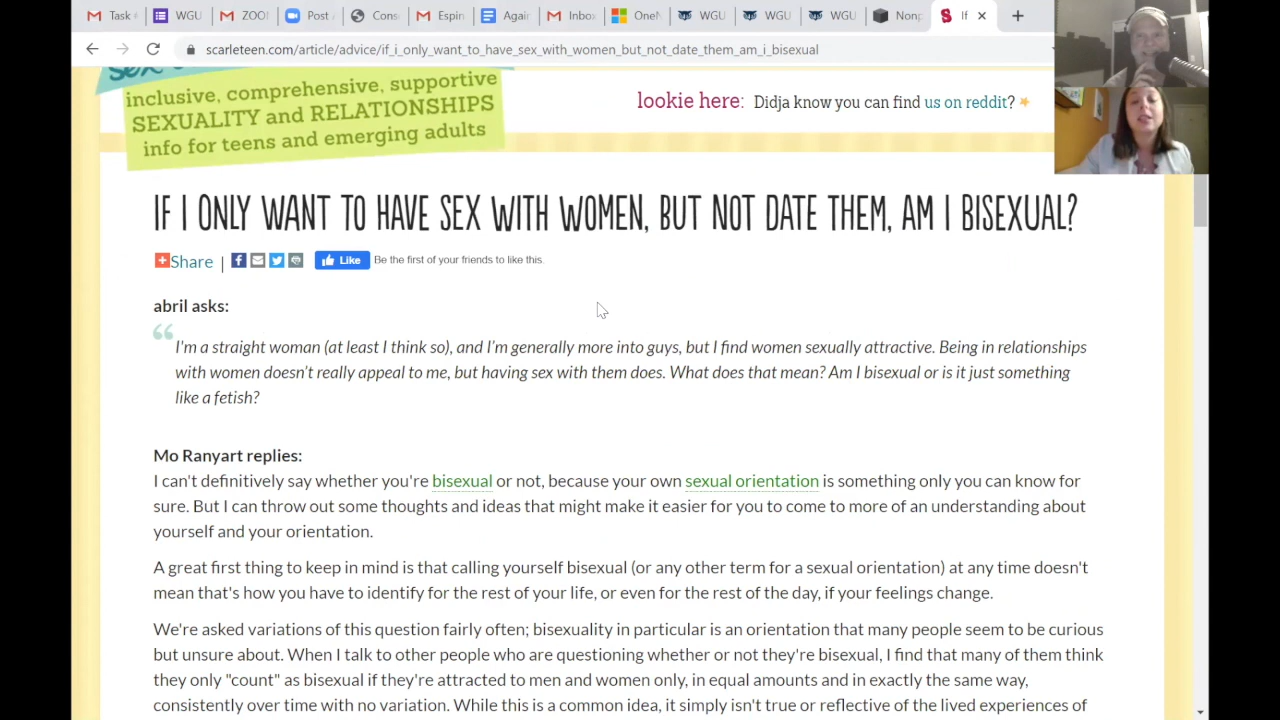 Task
WGU
ZOO
Post
Cons
Espin
Again
Inbo
OneN
WGU
WGU
WGU
Nonp
If
scarleteen.com/article/advice/if_i_only_want_to_have_sex_with_women_but_not_date_them_am_i_bisexual
inclusive, comprehensive, supportive
SEXUALITY and RELATIONSHIPS
info for teens and emerging adults
lookie here: Didja know you can find us on reddit?
IF I ONLY WANT TO HAVE SEX WITH WOMEN, BUT NOT DATE THEM, AM I BISEXUAL?
Share | Like Be the first of your friends to like this.
abril asks:
I'm a straight woman (at least I think so), and I'm generally more into guys, but I find women sexually attractive. Being in relationships
with women doesn't really appeal to me, but having sex with them does. What does that mean? Am I bisexual or is it just something
like a fetish?
Mo Ranyart replies:
I can't definitively say whether you're bisexual or not, because your own sexual orientation is something only you can know for
sure. But I can throw out some thoughts and ideas that might make it easier for you to come to more of an understanding about
yourself and your orientation.
A great first thing to keep in mind is that calling yourself bisexual (or any other term for a sexual orientation) at any time doesn't
mean that's how you have to identify for the rest of your life, or even for the rest of the day, if your feelings change.
We're asked variations of this question fairly often; bisexuality in particular is an orientation that many people seem to be curious
but unsure about. When I talk to other people who are questioning whether or not they're bisexual, I find that many of them think
they only "count" as bisexual if they're attracted to men and women only, in equal amounts and in exactly the same way,
consistently over time with no variation. While this is a common idea, it simply isn't true or reflective of the lived experiences of